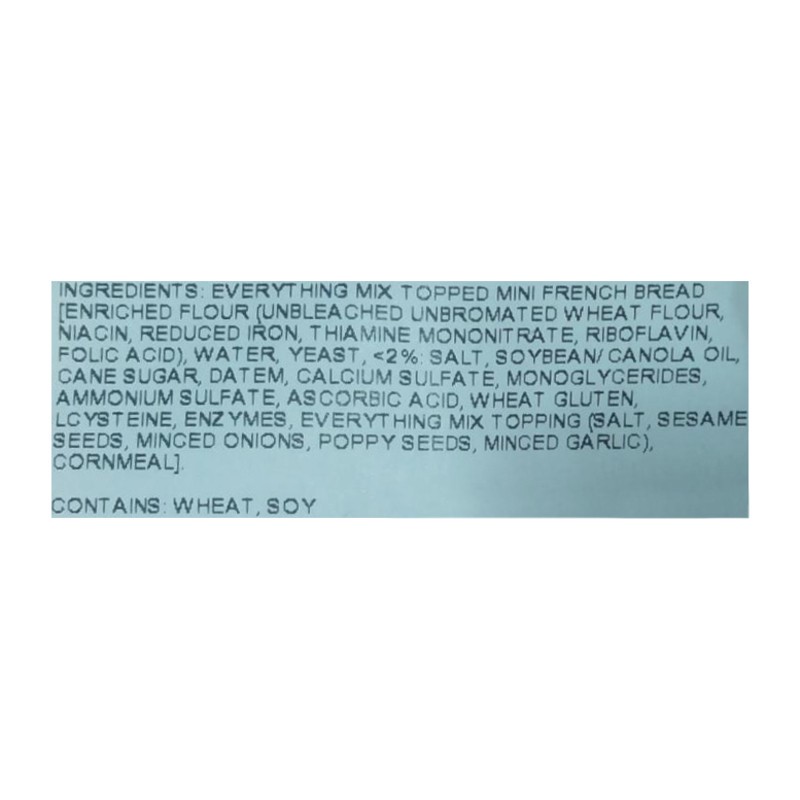 INGREDIENTS: EVERYTHING MIX TOPPED MINI FRENCH BREAD
[ENRICHED FLOUR (UNBLEACHED UNBROMATED WHEAT FLOUR,
NIACIN, REDUCED IRON, THIAMINE MONONITRATE, RIBOFLAVIN,
FOLIC ACID), WATER, YEAST, <2%: SALT, SOYBEAN/CANOLA OIL,
CANE SUGAR, DATEM, CALCIUM SULFATE, MONOGLYCERIDES,
AMMONIUM SULFATE, ASCORBIC ACID, WHEAT GLUTEN,
LCYSTEINE, ENZYMES, EVERYTHING MIX TOPPING (SALT, SESAME
SEEDS, MINCED ONIONS, POPPY SEEDS, MINCED GARLIC),
CORNMEAL].
CONTAINS: WHEAT, SOY